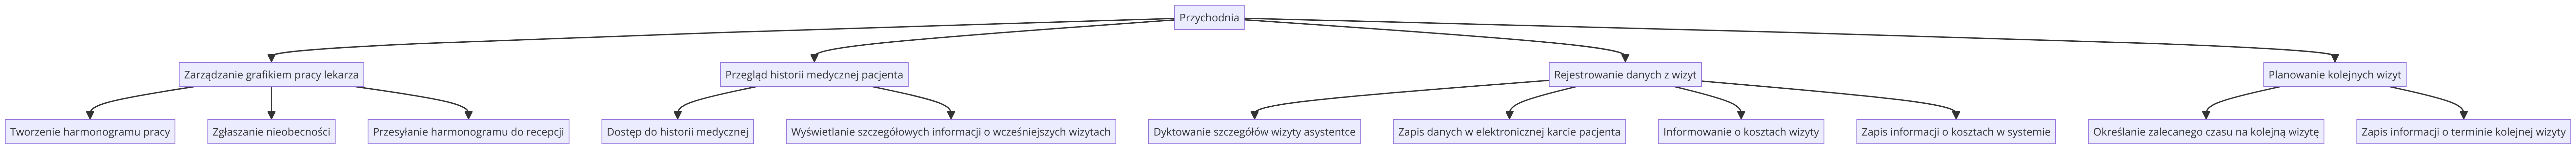 Przychodnia
Zarządzanie grafikiem pracy lekarza
Przegląd historii medycznej pacjenta
Rejestrowanie danych z wizyt
Planowanie kolejnych wizyt
Tworzenie harmonogramu pracy
Zgłaszanie nieobecności
Przesyłanie harmonogramu do recepcji
Dostęp do historii medycznej
Wyświetlanie szczegółowych informacji o wcześniejszych wizytach
Dyktowanie szczegółów wizyty asystentce
Zapis danych w elektronicznej karcie pacjenta
Informowanie o kosztach wizyty
Zapis informacji o kosztach w systemie
Określanie zalecanego czasu na kolejną wizytę
Zapis informacji o terminie kolejnej wizyty